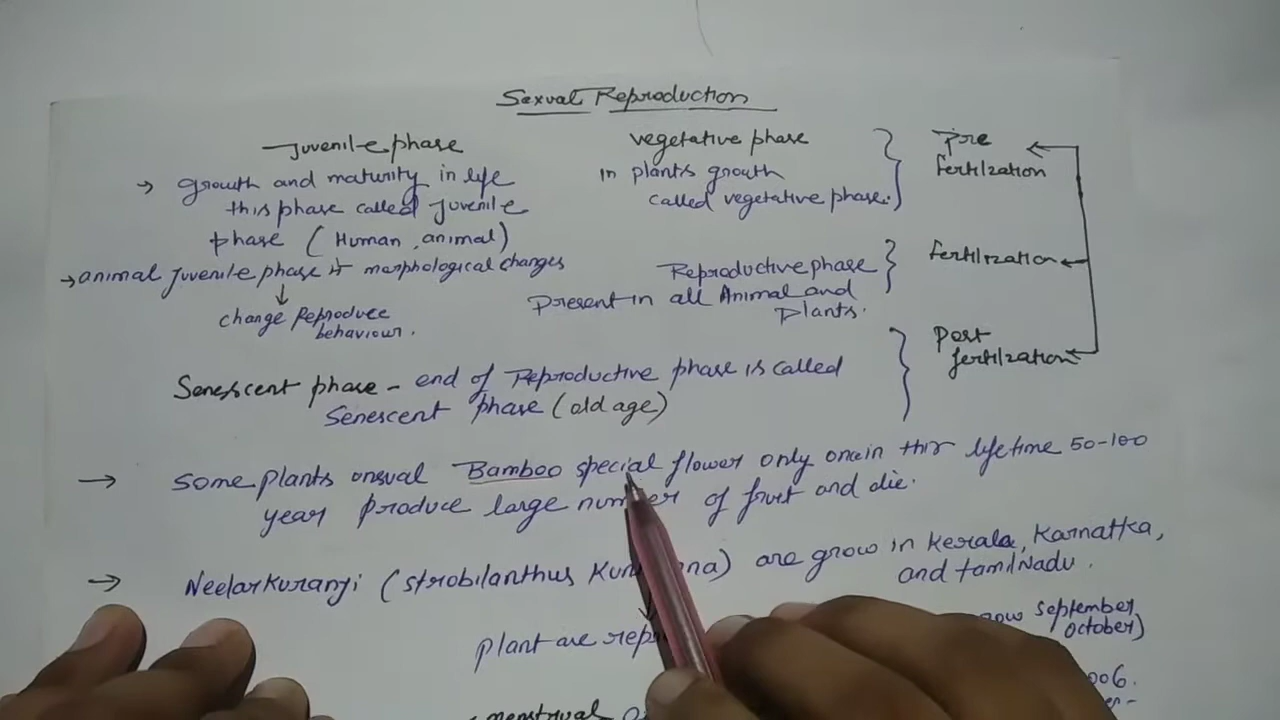 Sexual Reproduction
Juvenile phase
→ growth and maturity in life
this phase called juvenile
phase (Human, animal)
→ animal juvenile phase it morphological changes
↓
change Reproduce
behaviour.
vegetative phase
In plants growth
called vegetative phase.
Pre
fertilization
Reproductive phase
Present in all Animal and
Plants.
fertilization
Senescent phase - end of Reproductive phase is called
Senescent phase (old age)
Post
fertilization
→ Some plants unsual Bamboo special flower only once in thir lifetime 50-100
year produce large number of fruit and die.
→ Neelarkuranji (strobilanthus) are grow in Kerala, Karnatka,
and tamilNadu.
plant are
September
October)
menstrual